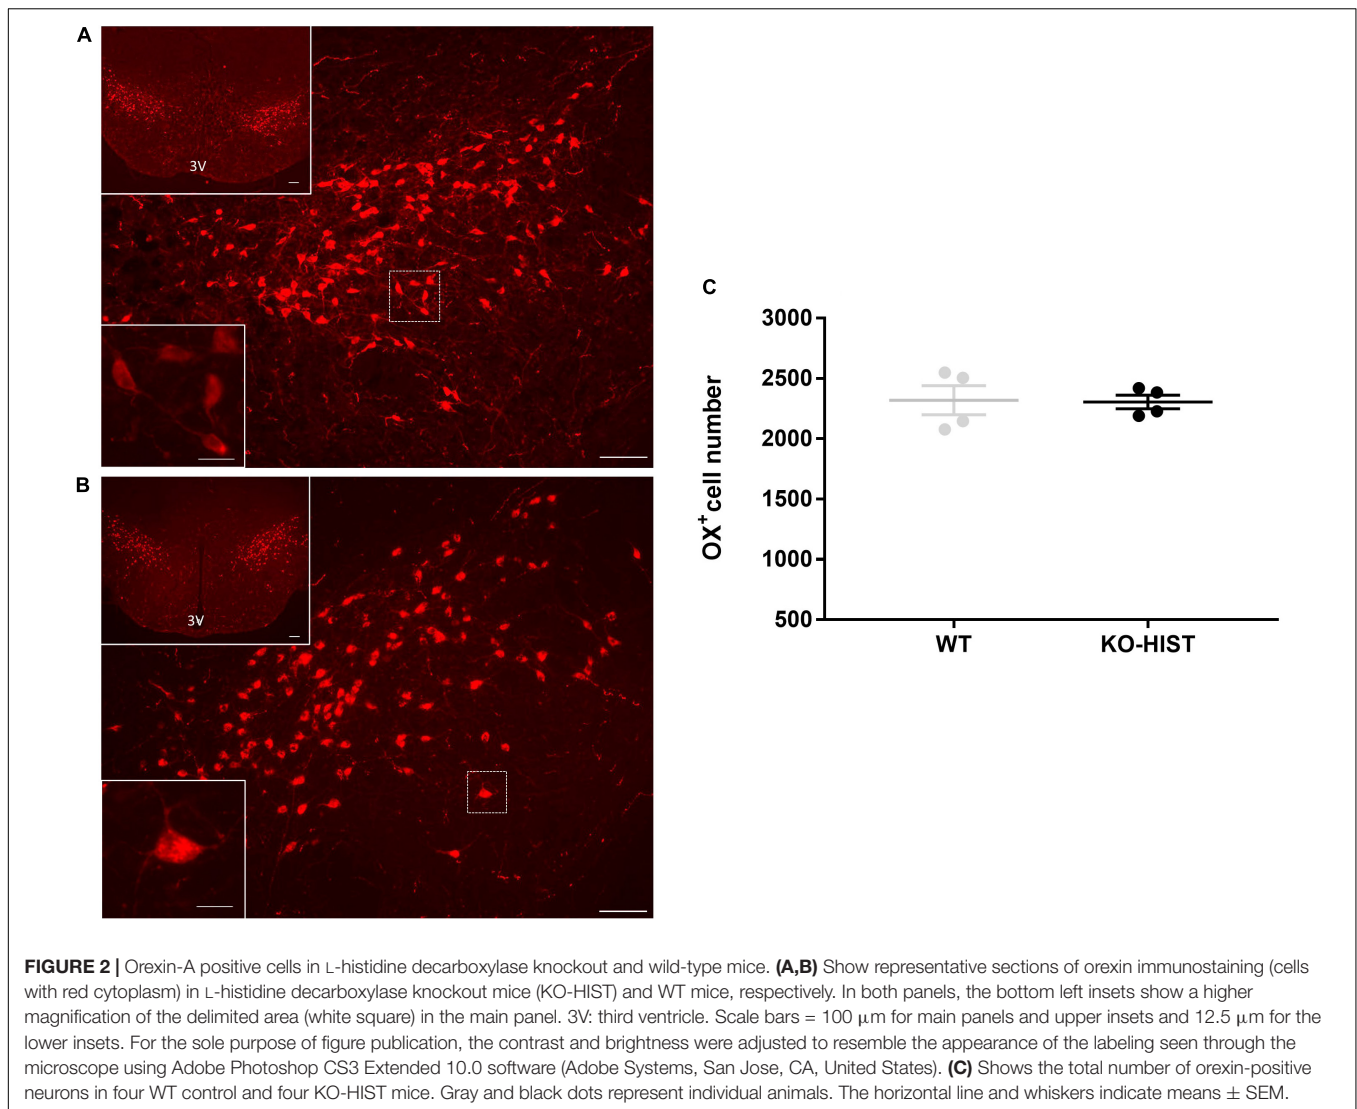 A
3V
B
3V
C
3000
2500
2000
1500
1000
500
OX+ cell number
WT
KO-HIST
FIGURE 2 | Orexin-A positive cells in L-histidine decarboxylase knockout and wild-type mice. (A,B) Show representative sections of orexin immunostaining (cells
with red cytoplasm) in L-histidine decarboxylase knockout mice (KO-HIST) and WT mice, respectively. In both panels, the bottom left insets show a higher
magnification of the delimited area (white square) in the main panel. 3V: third ventricle. Scale bars = 100 μm for main panels and upper insets and 12.5 μm for the
lower insets. For the sole purpose of figure publication, the contrast and brightness were adjusted to resemble the appearance of the labeling seen through the
microscope using Adobe Photoshop CS3 Extended 10.0 software (Adobe Systems, San Jose, CA, United States). (C) Shows the total number of orexin-positive
neurons in four WT control and four KO-HIST mice. Gray and black dots represent individual animals. The horizontal line and whiskers indicate means ± SEM.